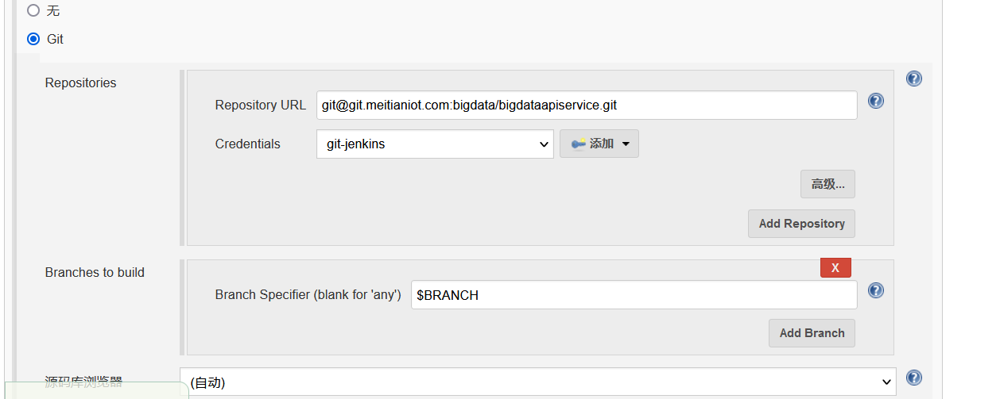 无
Git
Repositories
Repository URL git@git.meitianiot.com:bigdata/bigdataapiservice.git
Credentials git-jenkins 添加
高级...
Add Repository
Branches to build
X
Branch Specifier (blank for 'any') $BRANCH
Add Branch
源码库浏览器 (自动)